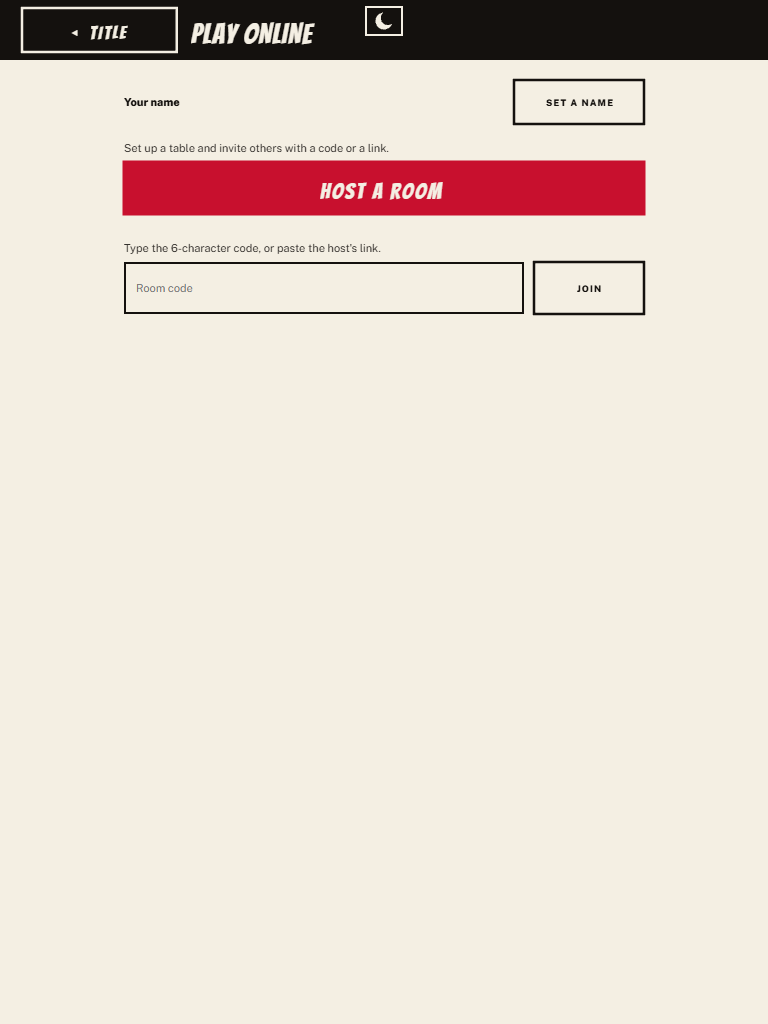 ◂ TITLE
PLAY ONLINE
Your name
SET A NAME
Set up a table and invite others with a code or a link.
HOST A ROOM
Type the 6-character code, or paste the host's link.
Room code
JOIN